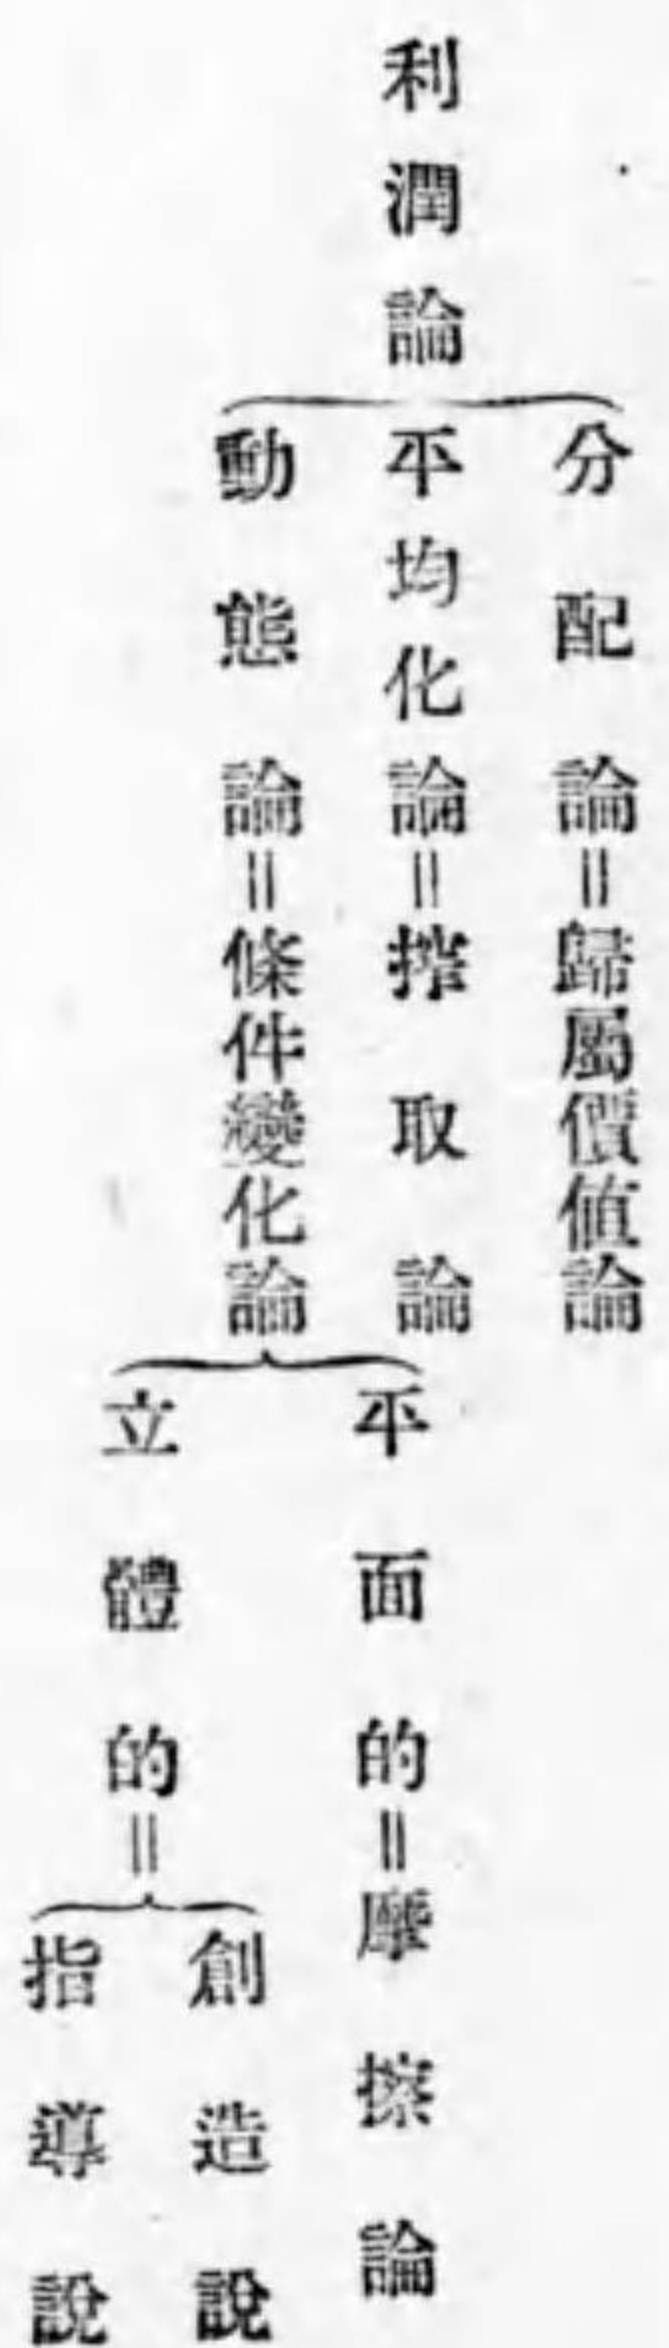 利潤論
分配論＝歸屬價値論
平均化論＝搾取論
動態論＝條件變化論
平面的＝摩擦論
立體的＝
創造說
指導說